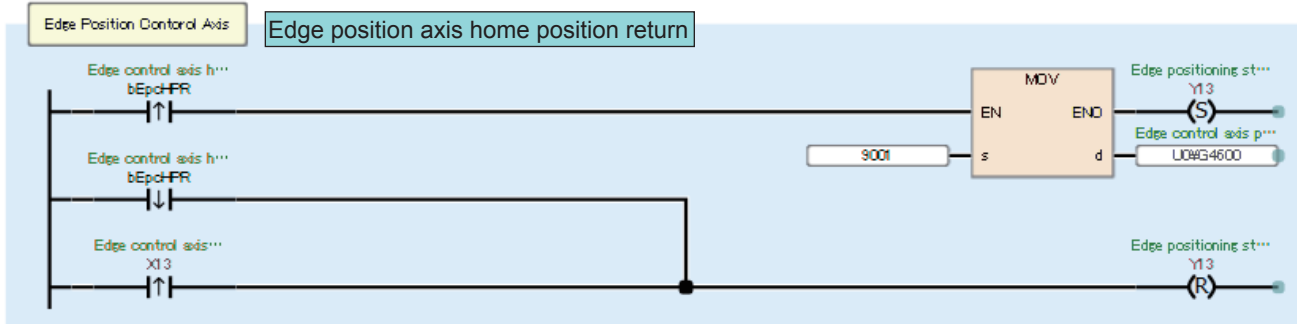 Edge Position Contorol Axis
Edge position axis home position return
Edge control axis h…
bEpcHPR
MOV
Edge positioning st…
Y13
EN
ENO
(S)
Edge control axis p…
9001
s
d
U0¥G4600
Edge control axis h…
bEpcHPR
Edge control axis…
X13
Edge positioning st…
Y13
(R)